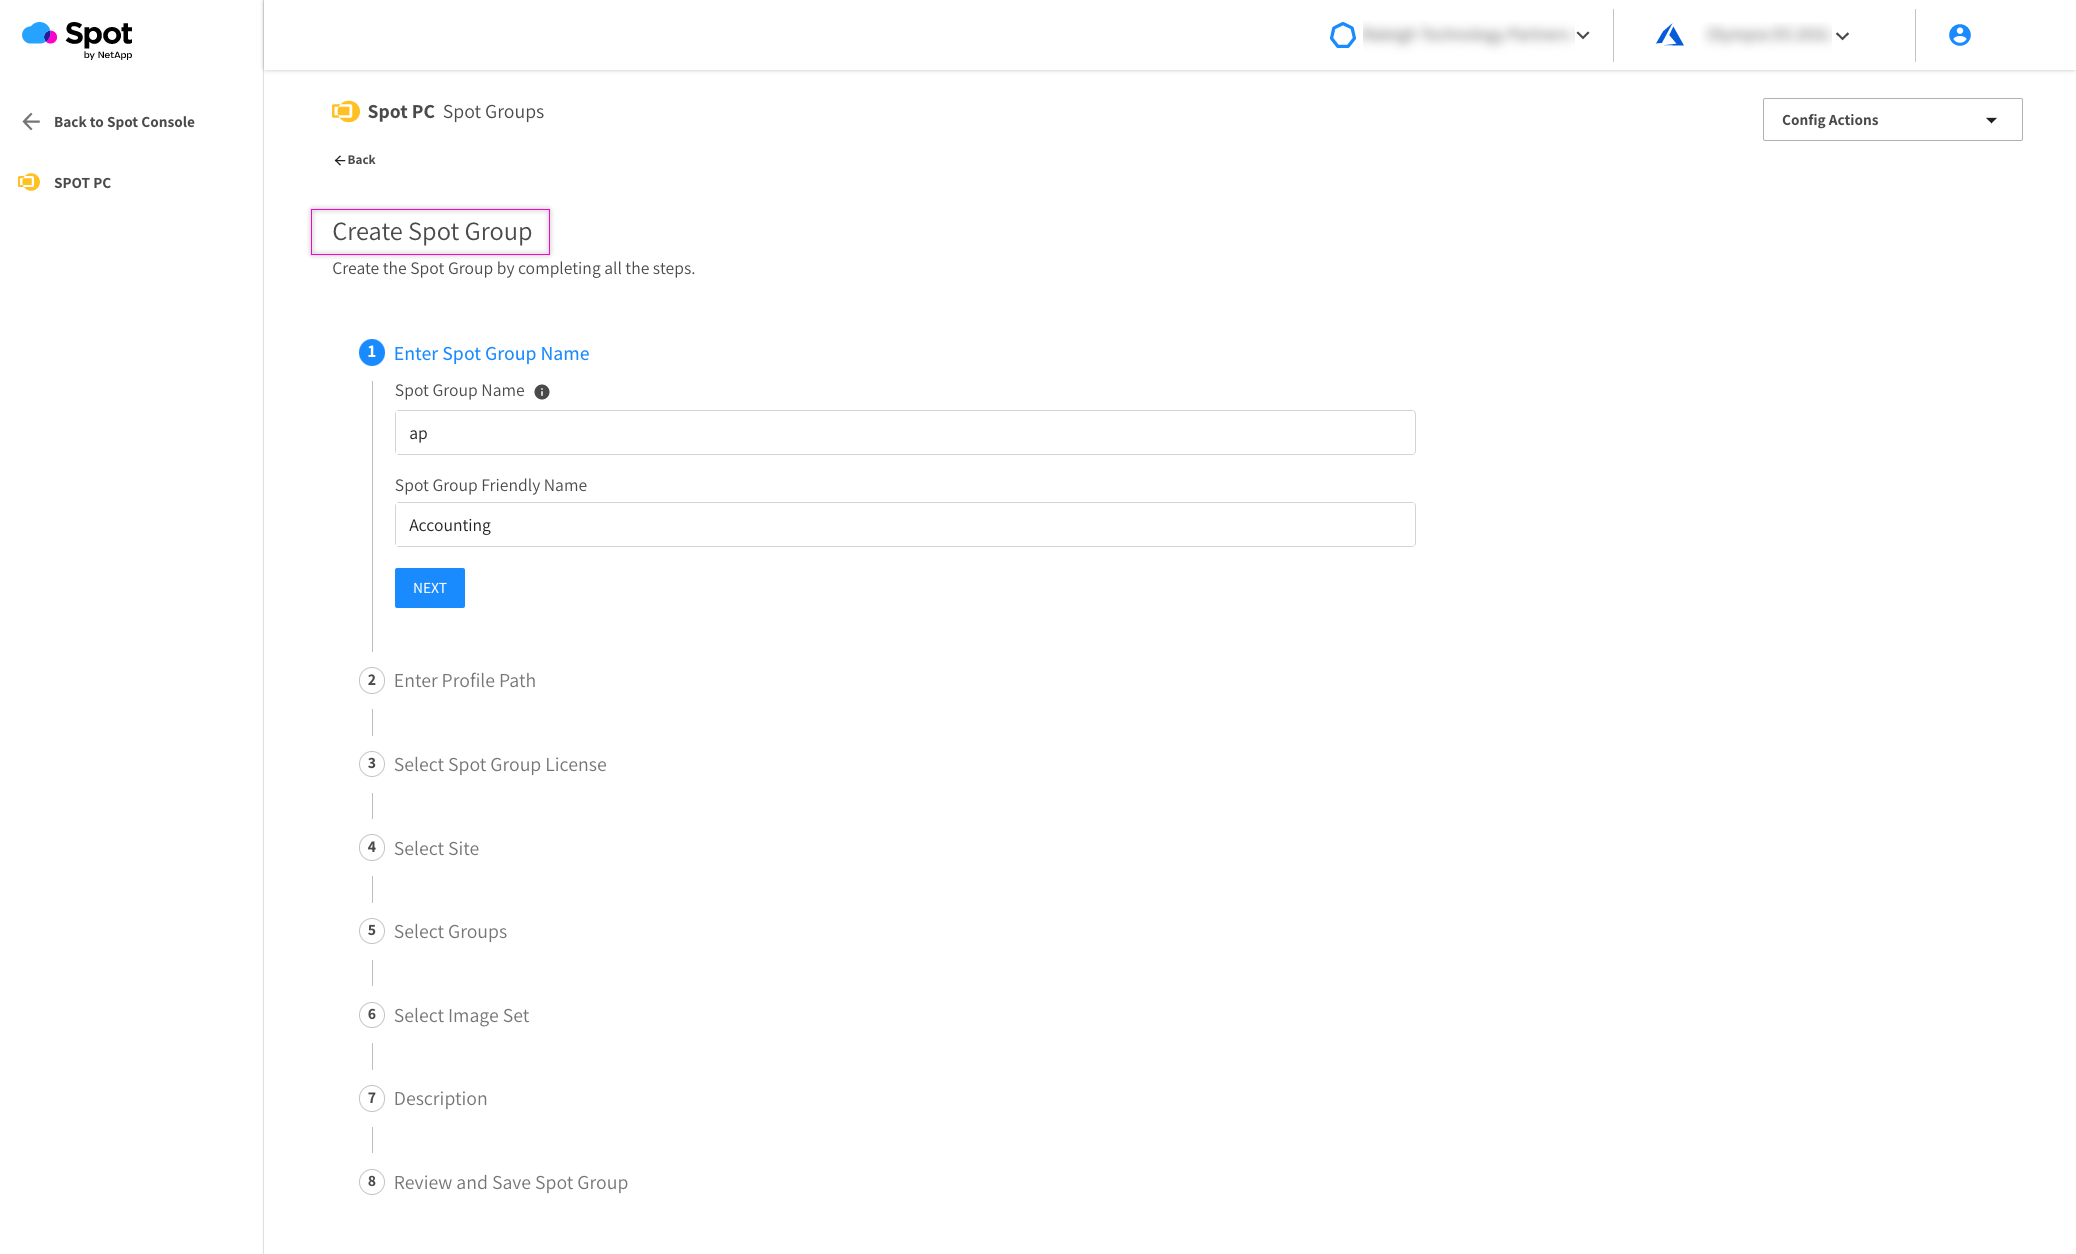 Spot
by NetApp
Back to Spot Console
SPOT PC
Spot PC Spot Groups
Config Actions
Back
Create Spot Group
Create the Spot Group by completing all the steps.
1 Enter Spot Group Name
Spot Group Name
ap
Spot Group Friendly Name
Accounting
NEXT
2 Enter Profile Path
3 Select Spot Group License
4 Select Site
5 Select Groups
6 Select Image Set
7 Description
8 Review and Save Spot Group